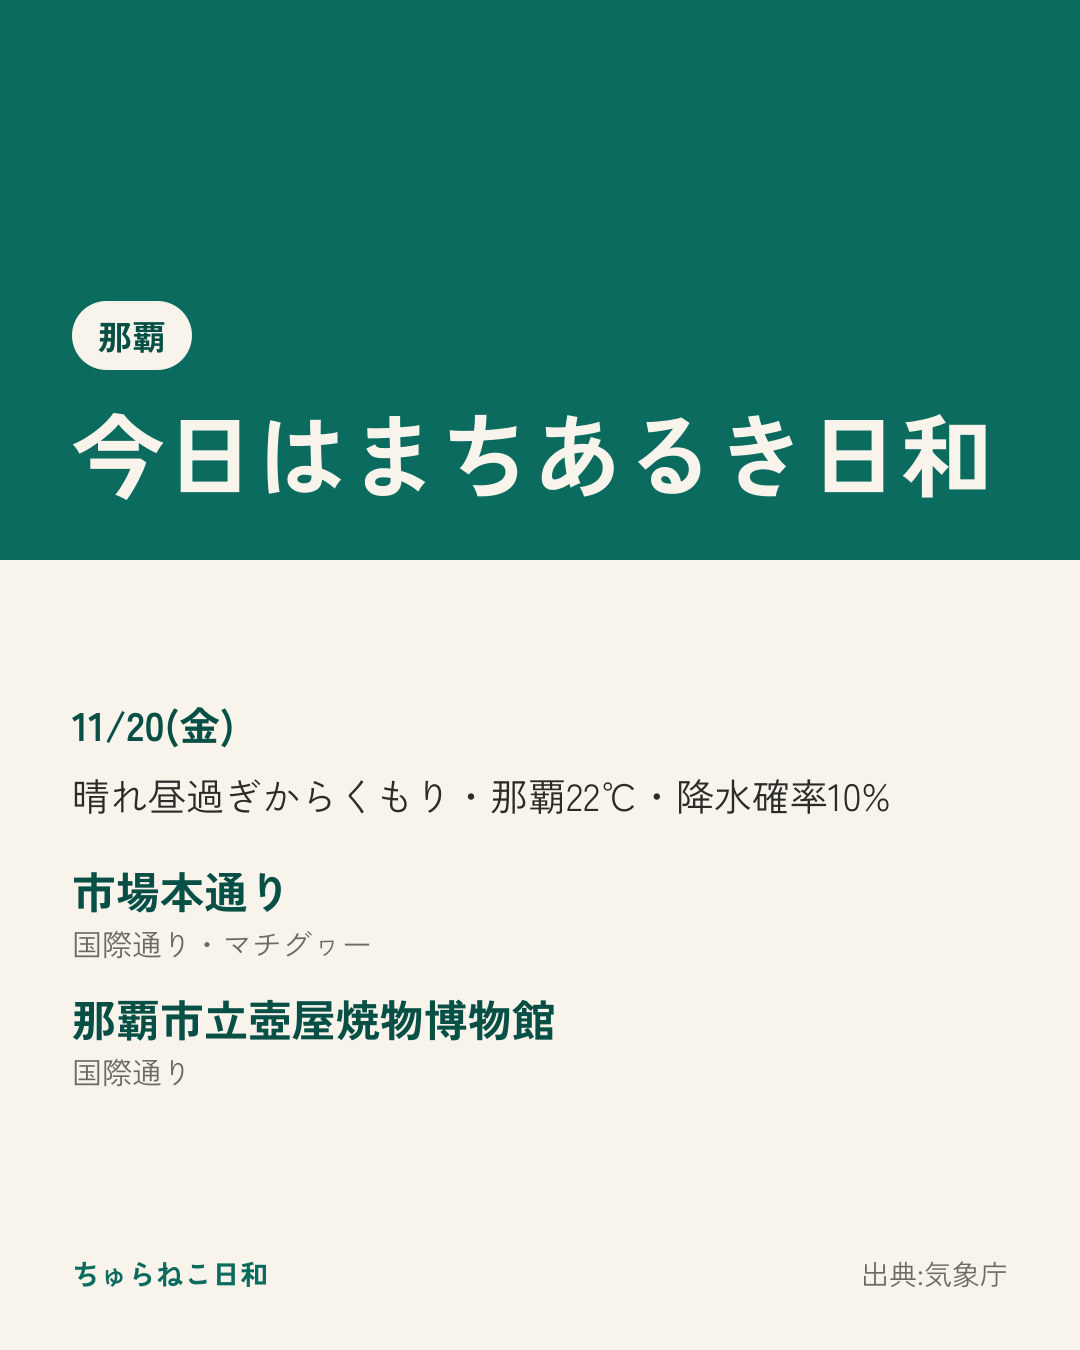 那覇
今日はまちあるき日和
11/20(金)
晴れ昼過ぎからくもり・那覇22℃・降水確率10%
市場本通り
国際通り・マチグヮー
那覇市立壺屋焼物博物館
国際通り
ちゅらねこ日和
出典:気象庁